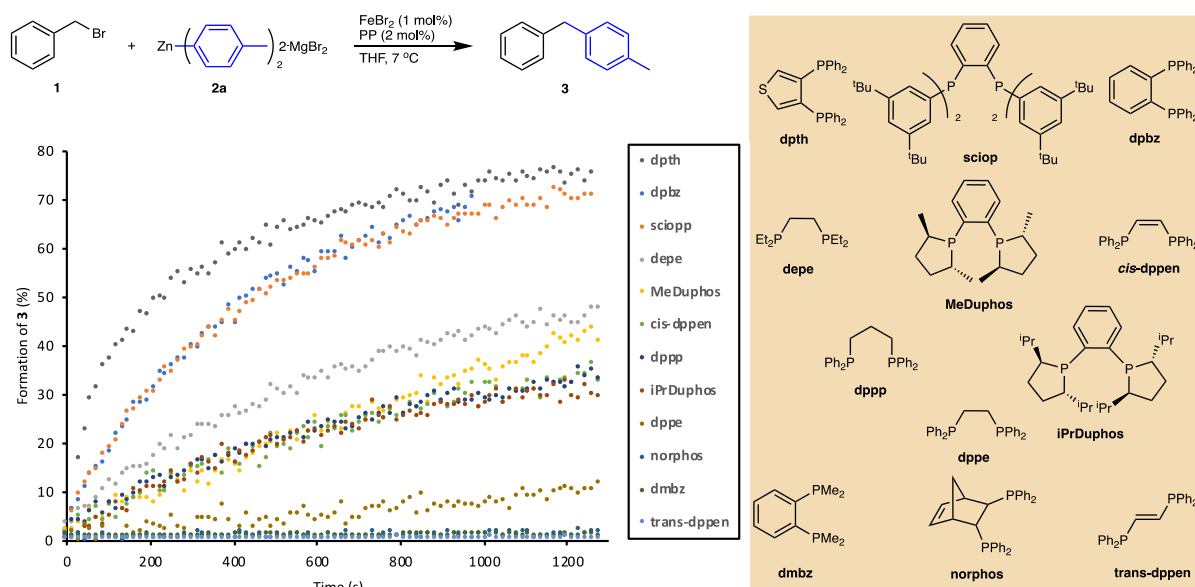 Br
1
+
Zn
2
2·MgBr₂
2a
FeBr₂ (1 mol%)
PP (2 mol%)
THF, 7 ºC
3
Formation of 3 (%)
80
70
60
50
40
30
20
10
0
0 200 400 600 800 1000 1200
Time (s)
dpth
dpbz
sciopp
depe
MeDuphos
cis-dppen
dppp
iPrDuphos
dppe
norphos
dmbz
trans-dppen
PPh₂
S
PPh₂
dpth
ᵗBu
ᵗBu
P
P
2
2
ᵗBu
ᵗBu
sciop
PPh₂
PPh₂
dpbz
Et₂P
PEt₂
depe
P
P
MeDuphos
Ph₂P
PPh₂
cis-dppen
Ph₂P
PPh₂
dppp
iPr
iPr
P
P
iPr
iPr
iPrDuphos
Ph₂P
PPh₂
dppe
PMe₂
PMe₂
dmbz
PPh₂
PPh₂
norphos
PPh₂
Ph₂P
trans-dppen